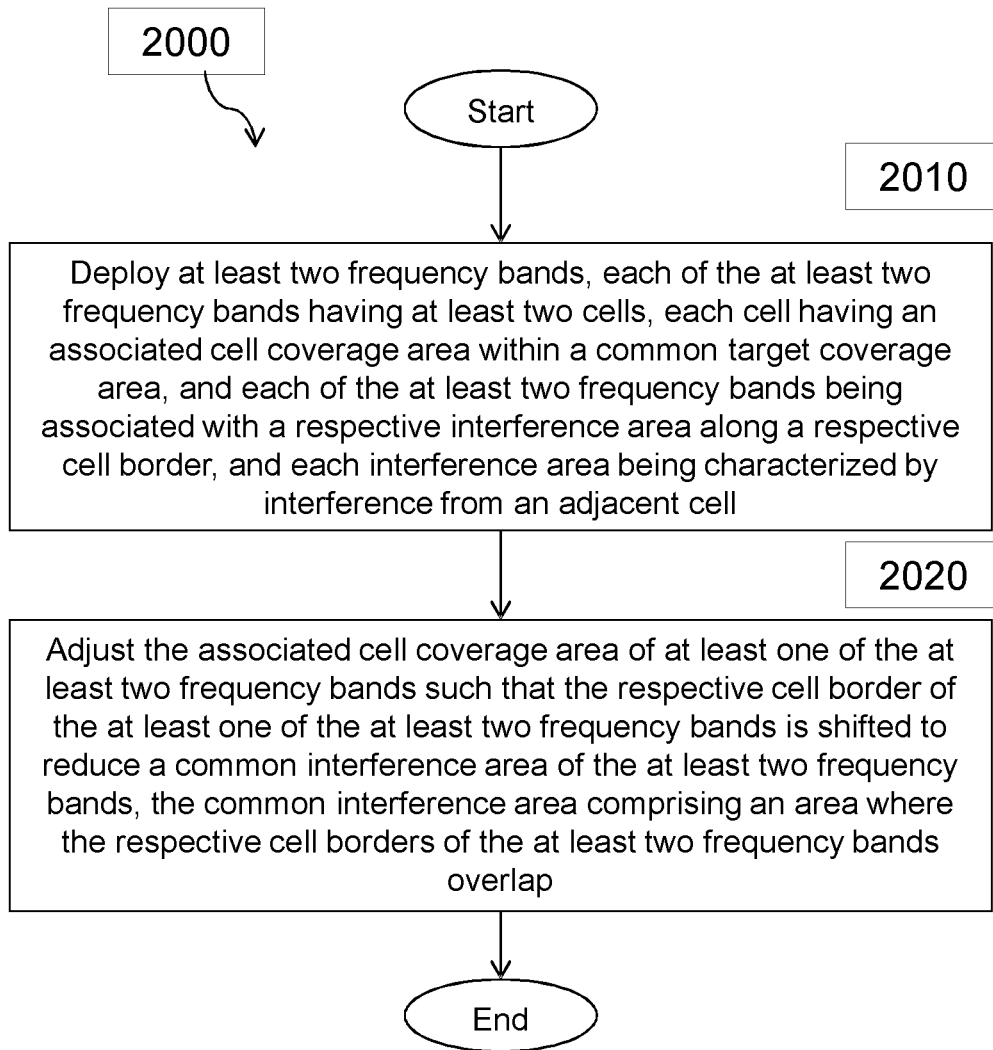 2000
Start
2010
Deploy at least two frequency bands, each of the at least two
frequency bands having at least two cells, each cell having an
associated cell coverage area within a common target coverage
area, and each of the at least two frequency bands being
associated with a respective interference area along a respective
cell border, and each interference area being characterized by
interference from an adjacent cell
2020
Adjust the associated cell coverage area of at least one of the at
least two frequency bands such that the respective cell border of
the at least one of the at least two frequency bands is shifted to
reduce a common interference area of the at least two frequency
bands, the common interference area comprising an area where
the respective cell borders of the at least two frequency bands
overlap
End